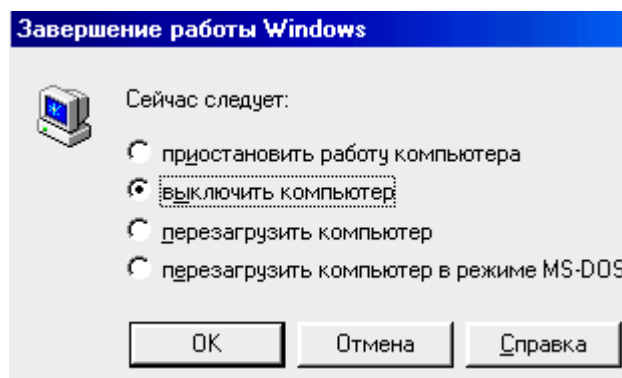 Завершение работы Windows
Сейчас следует:
приостановить работу компьютера
выключить компьютер
перезагрузить компьютер
перезагрузить компьютер в режиме MS-DOS
OK Отмена Справка